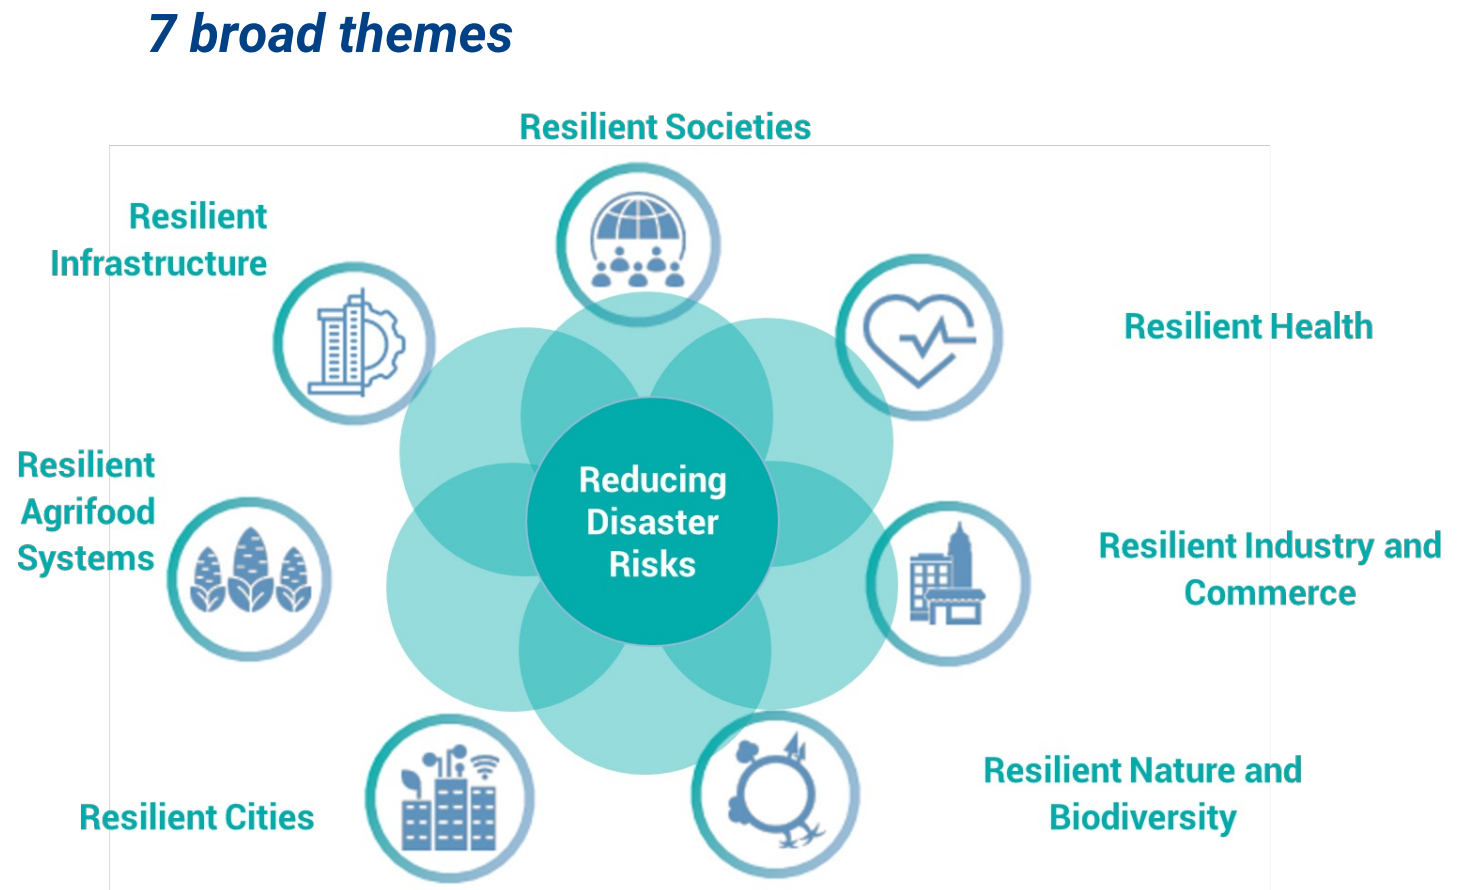 7 broad themes
Resilient Societies
Resilient
Infrastructure
Resilient Health
Resilient
Agrifood
Systems
Reducing
Disaster
Risks
Resilient Industry and
Commerce
Resilient Cities
Resilient Nature and
Biodiversity